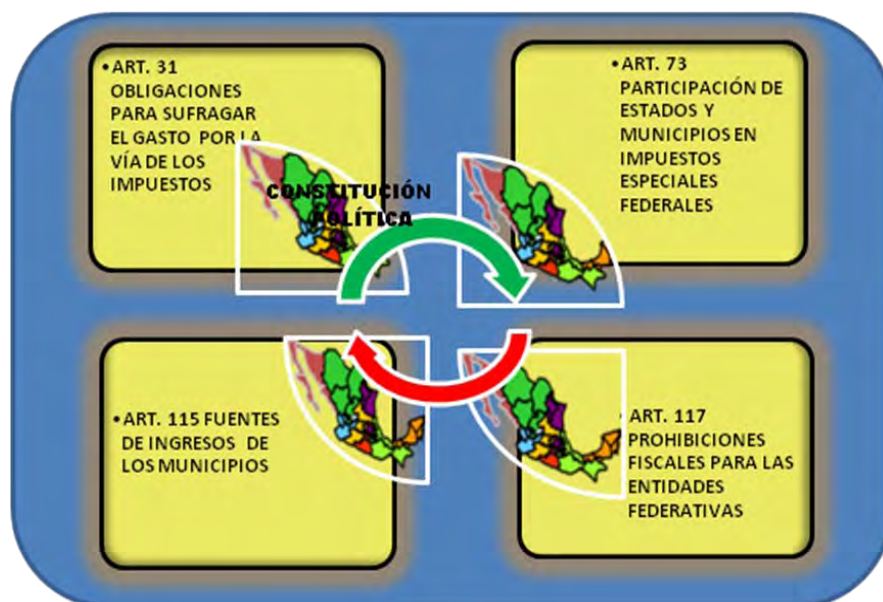 •ART. 31
OBLIGACIONES
PARA SUFRAGAR
EL GASTO POR LA
VÍA DE LOS
IMPUESTOS
•ART. 73
PARTICIPACIÓN DE
ESTADOS Y
MUNICIPIOS EN
IMPUESTOS
ESPECIALES
FEDERALES
CONSTITUCIÓN
POLÍTICA
•ART. 115 FUENTES
DE INGRESOS DE
LOS MUNICIPIOS
•ART. 117
PROHIBICIONES
FISCALES PARA LAS
ENTIDADES
FEDERATIVAS